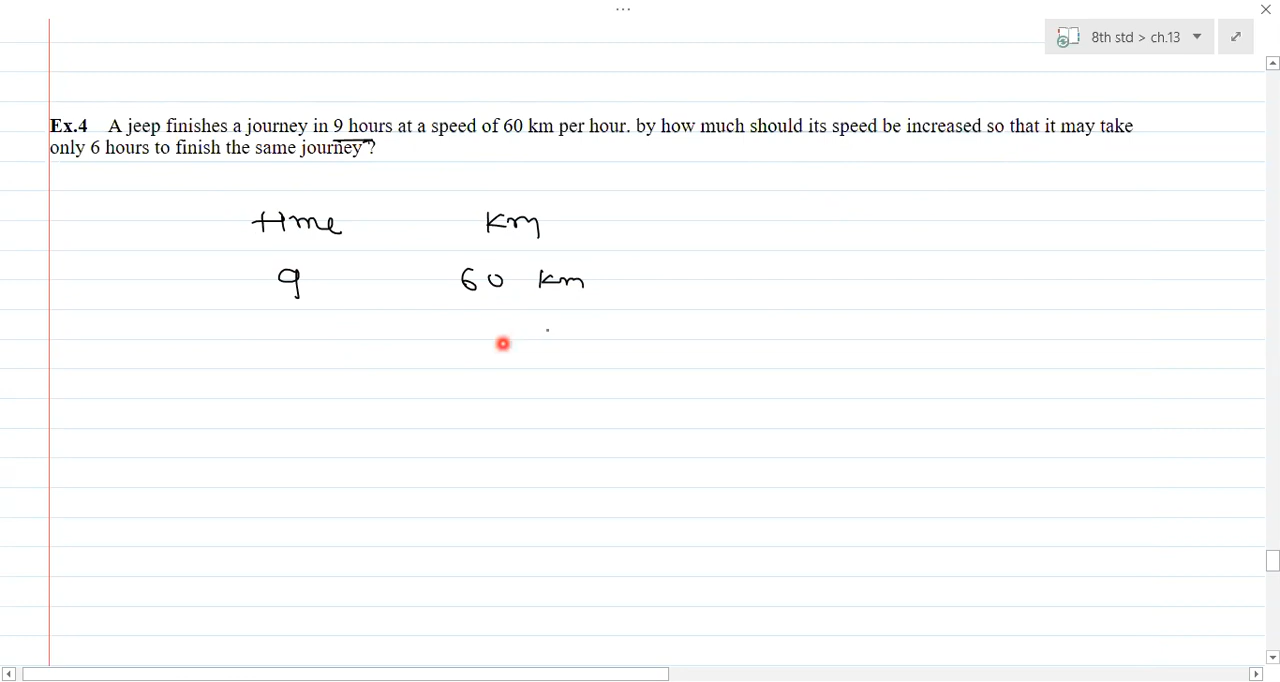 8th std > ch.13
Ex.4 A jeep finishes a journey in 9 hours at a speed of 60 km per hour. by how much should its speed be increased so that it may take
only 6 hours to finish the same journey ?
time km
9 60 km